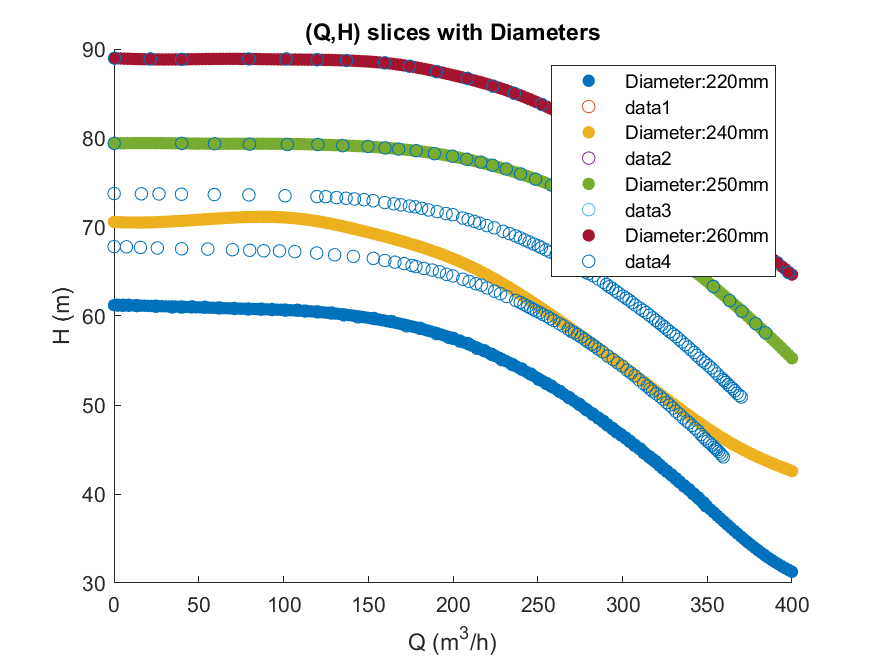 (Q,H) slices with Diameters
90
80
70
60
50
40
30
H (m)
Diameter:220mm
data1
Diameter:240mm
data2
Diameter:250mm
data3
Diameter:260mm
data4
0 50 100 150 200 250 300 350 400
Q (m³/h)